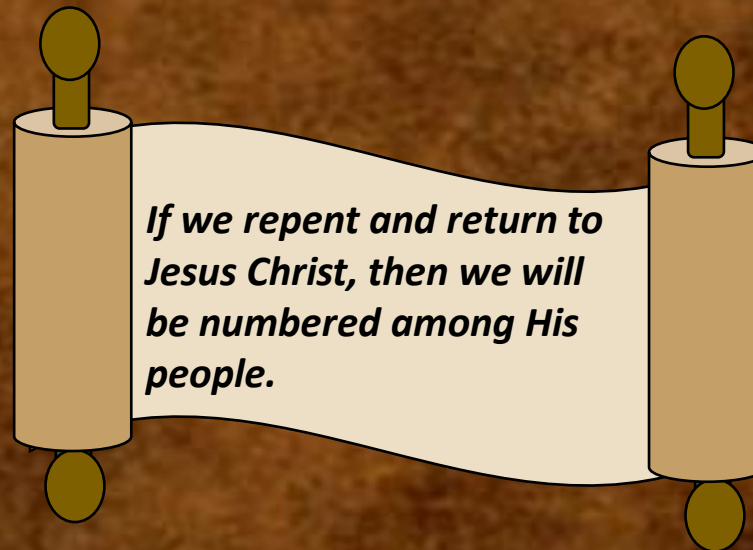 If we repent and return to
Jesus Christ, then we will
be numbered among His
people.